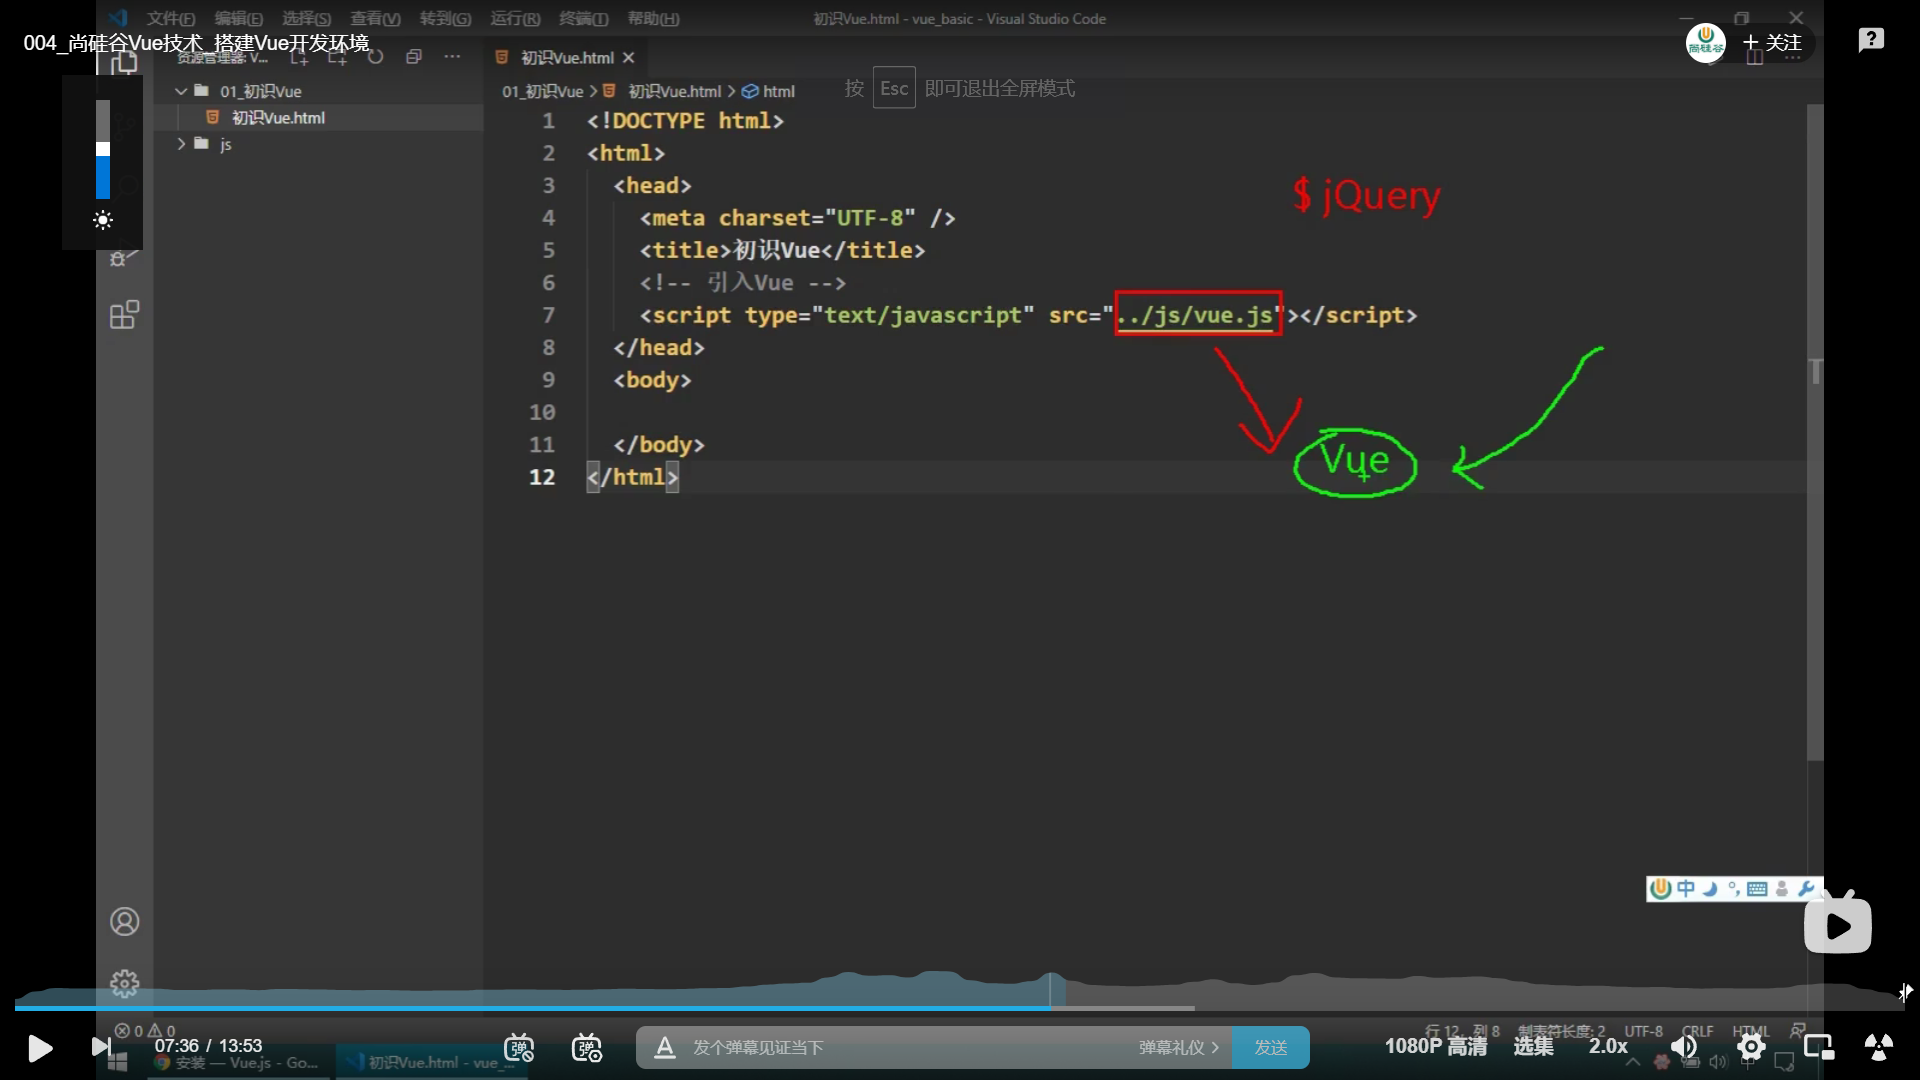 文件(F) 编辑(E) 选择(S) 查看(V) 转到(G) 运行(R) 终端(T) 帮助(H) 初识Vue.html - vue_basic - Visual Studio Code
004_尚硅谷Vue技术_搭建Vue开发环境
尚硅谷 + 关注
资源管理器: V...
初识Vue.html
01_初识Vue
初识Vue.html
js
01_初识Vue > 初识Vue.html > html
按 Esc 即可退出全屏模式
1 <!DOCTYPE html>
2 <html>
3 <head>
4 <meta charset="UTF-8" />
5 <title>初识Vue</title>
6 <!-- 引入Vue -->
7 <script type="text/javascript" src="../js/vue.js"></script>
8 </head>
9 <body>
10
11 </body>
12 </html>
$ jQuery
Vue
中
0 0
行 12, 列 8 制表符长度: 2 UTF-8 CRLF HTML
07:36 / 13:53
弹 弹
A 发个弹幕见证当下 弹幕礼仪 > 发送
1080P 高清 选集 2.0x
安装 — Vue.js - Go...
初识Vue.html - vue_...
中